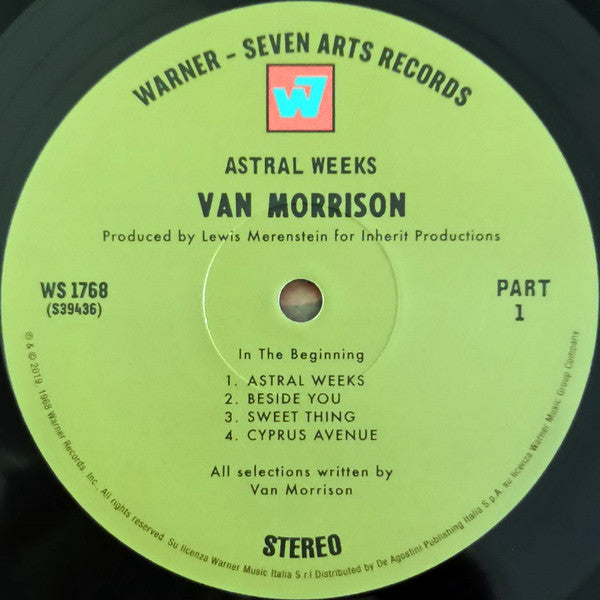 WARNER – SEVEN ARTS RECORDS
W7
ASTRAL WEEKS
VAN MORRISON
Produced by Lewis Merenstein for Inherit Productions
WS 1768
(S39436)
PART
1
In The Beginning
1. ASTRAL WEEKS
2. BESIDE YOU
3. SWEET THING
4. CYPRUS AVENUE
All selections written by
Van Morrison
STEREO
℗ & © 2019, 1968 Warner Records, Inc., All rights reserved. Su licenza Warner Music Italia S.r.l Distributed by De Agostini Publishing Italia S.p.A. su licenza Warner Music Group Company